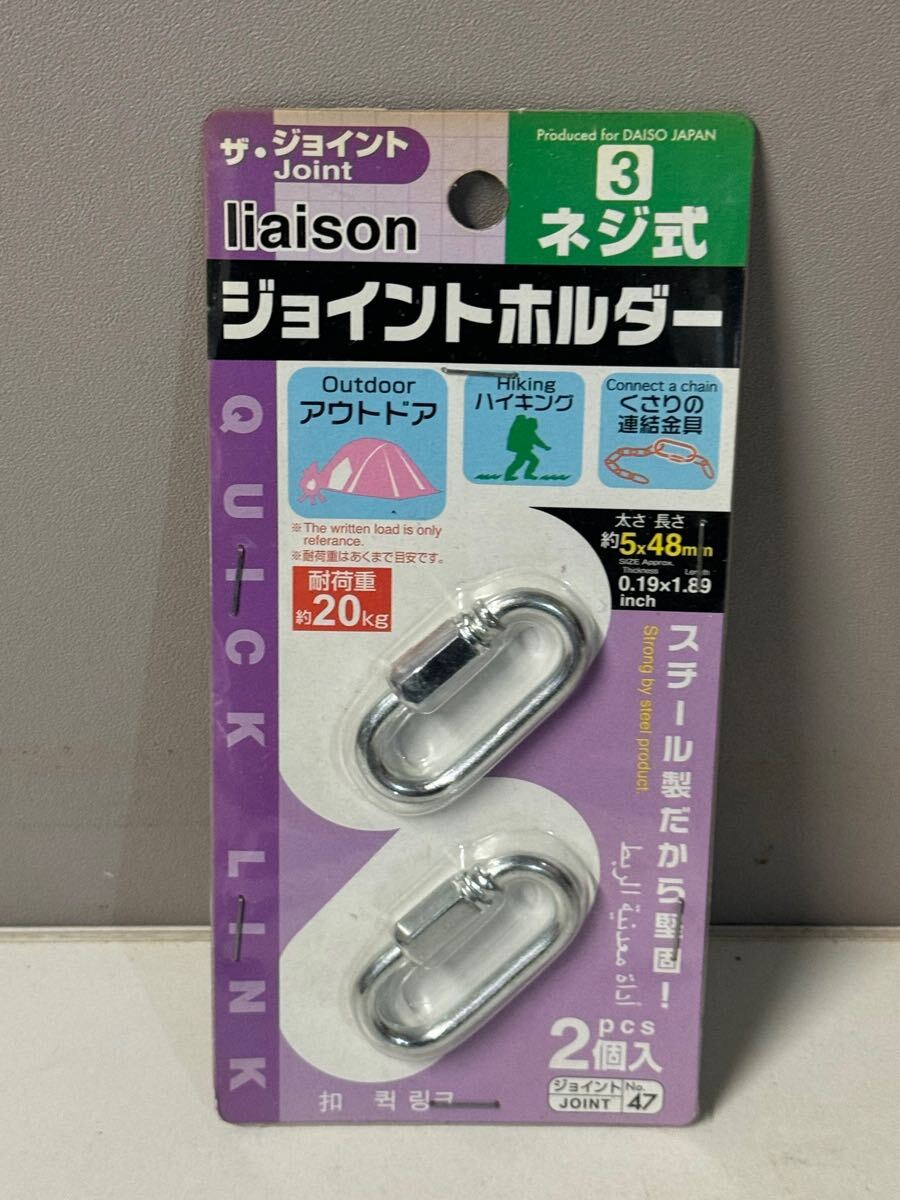 ザ・ジョイント
Joint
liaison
Produced for DAISO JAPAN
3
ネジ式
ジョイントホルダー
QUICK LINK
Outdoor
アウトドア
Hiking
ハイキング
Connect a chain
くさりの
連結金具
※The written load is only
referance.
※耐荷重はあくまで目安です。
耐荷重
約20kg
太さ 長さ
約5x48mm
SIZE Approx.
Thickness Length
0.19×1.89
inch
スチール製だから堅固!
Strong by steel product.
أداة معدنية للربط
2pcs
個入
ジョイント No.
JOINT 47
扣 퀵 링크